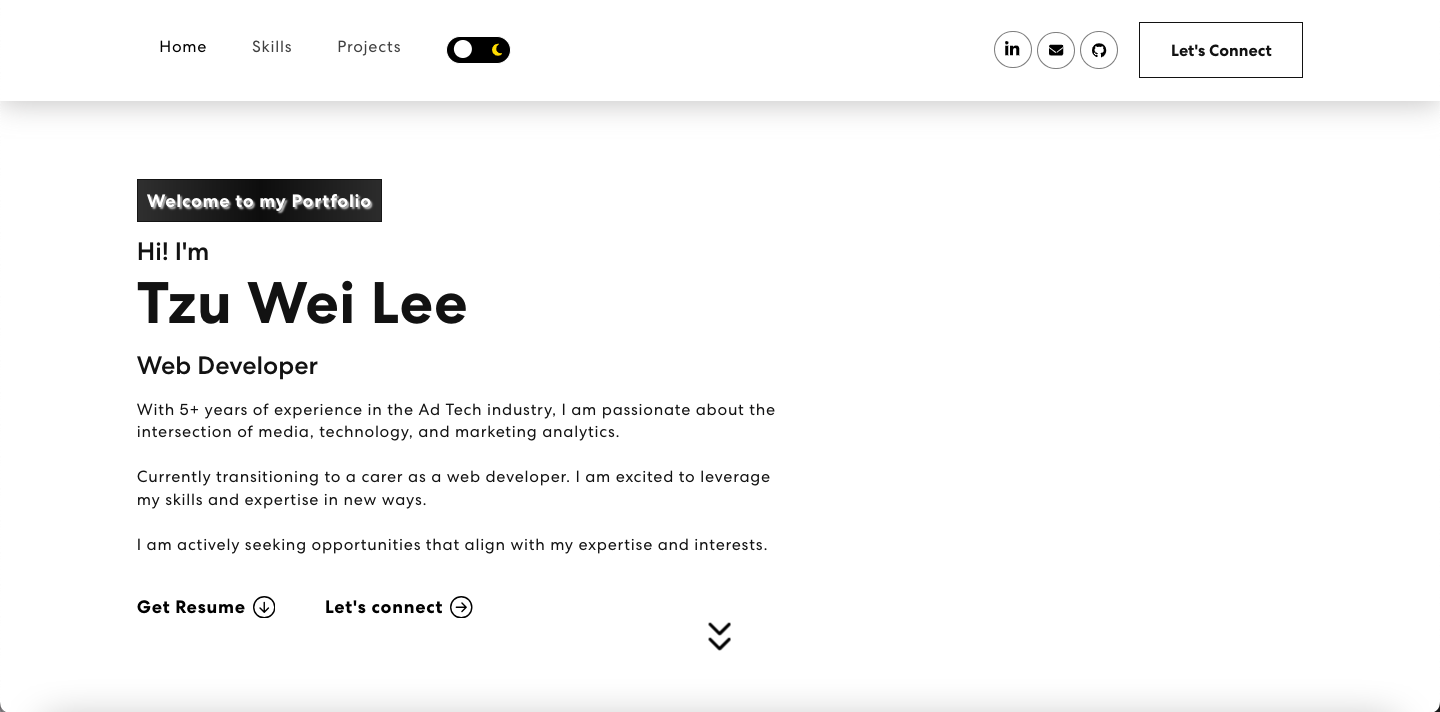 Home
Skills
Projects
in
Let's Connect
Welcome to my Portfolio
Hi! I'm
Tzu Wei Lee
Web Developer
With 5+ years of experience in the Ad Tech industry, I am passionate about the
intersection of media, technology, and marketing analytics.
Currently transitioning to a carer as a web developer. I am excited to leverage
my skills and expertise in new ways.
I am actively seeking opportunities that align with my expertise and interests.
Get Resume
Let's connect